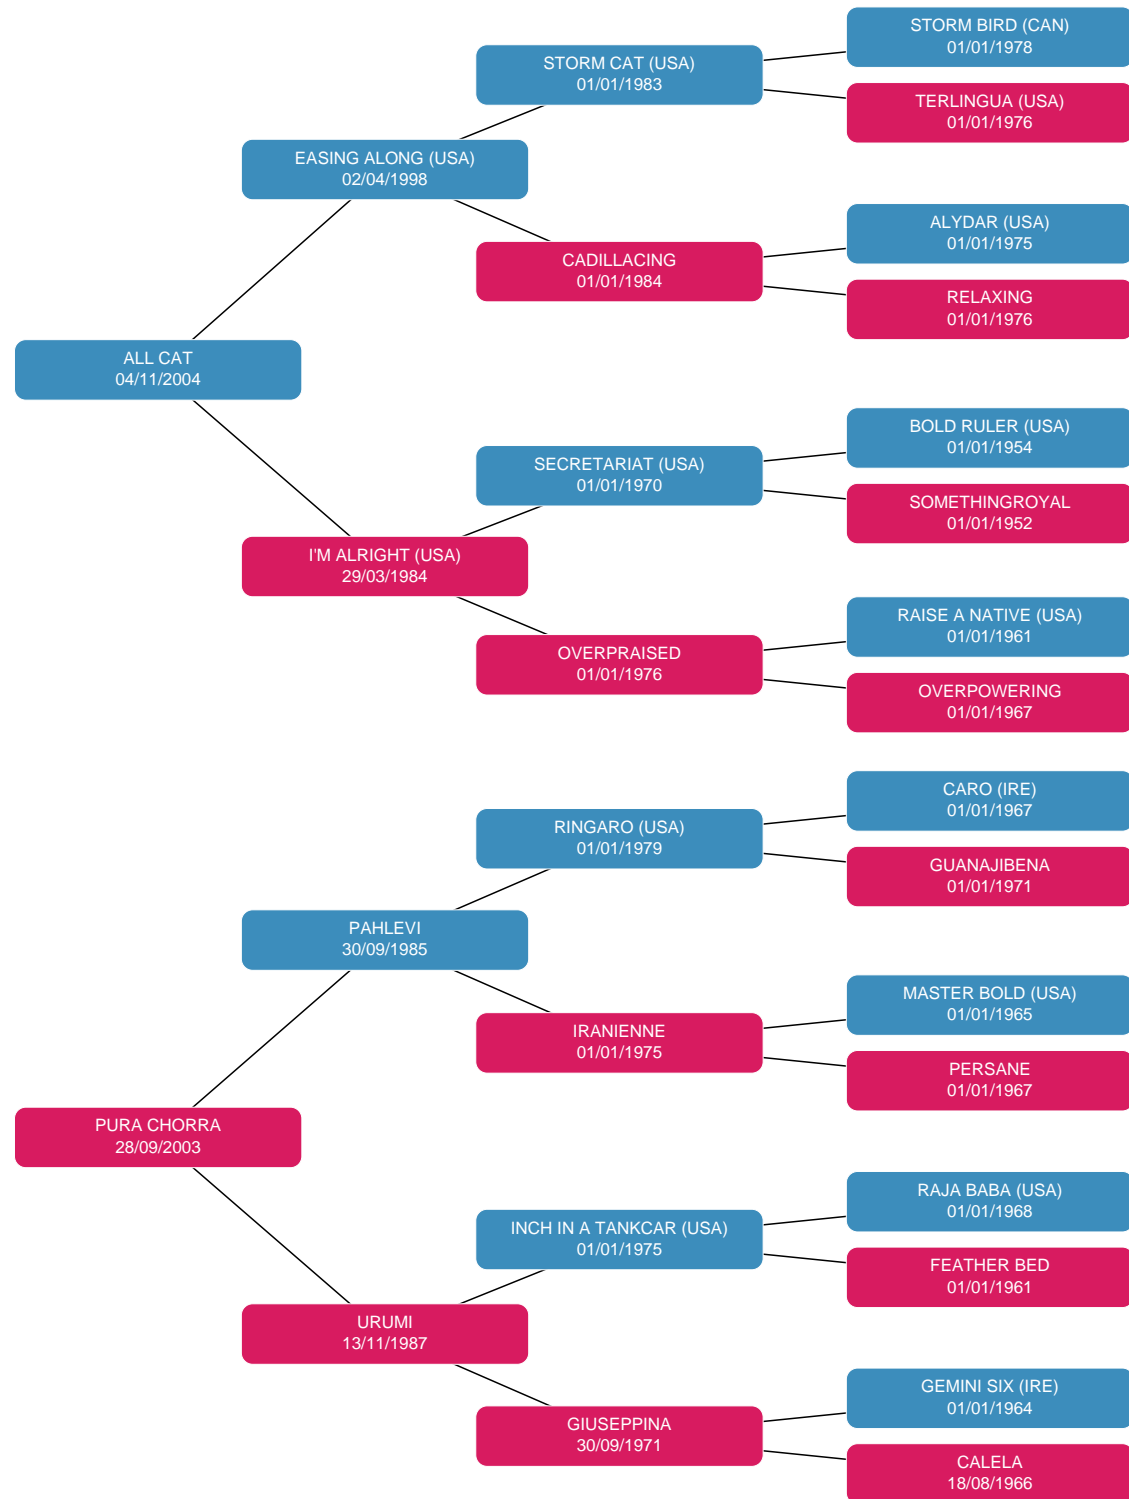 STORM BIRD (CAN)
01/01/1978
STORM CAT (USA)
01/01/1983
TERLINGUA (USA)
01/01/1976
EASING ALONG (USA)
02/04/1998
ALYDAR (USA)
01/01/1975
CADILLACING
01/01/1984
RELAXING
01/01/1976
ALL CAT
04/11/2004
BOLD RULER (USA)
01/01/1954
SECRETARIAT (USA)
01/01/1970
SOMETHINGROYAL
01/01/1952
I'M ALRIGHT (USA)
29/03/1984
RAISE A NATIVE (USA)
01/01/1961
OVERPRAISED
01/01/1976
OVERPOWERING
01/01/1967
CARO (IRE)
01/01/1967
RINGARO (USA)
01/01/1979
GUANAJIBENA
01/01/1971
PAHLEVI
30/09/1985
MASTER BOLD (USA)
01/01/1965
IRANIENNE
01/01/1975
PERSANE
01/01/1967
PURA CHORRA
28/09/2003
RAJA BABA (USA)
01/01/1968
INCH IN A TANKCAR (USA)
01/01/1975
FEATHER BED
01/01/1961
URUMI
13/11/1987
GEMINI SIX (IRE)
01/01/1964
GIUSEPPINA
30/09/1971
CALELA
18/08/1966